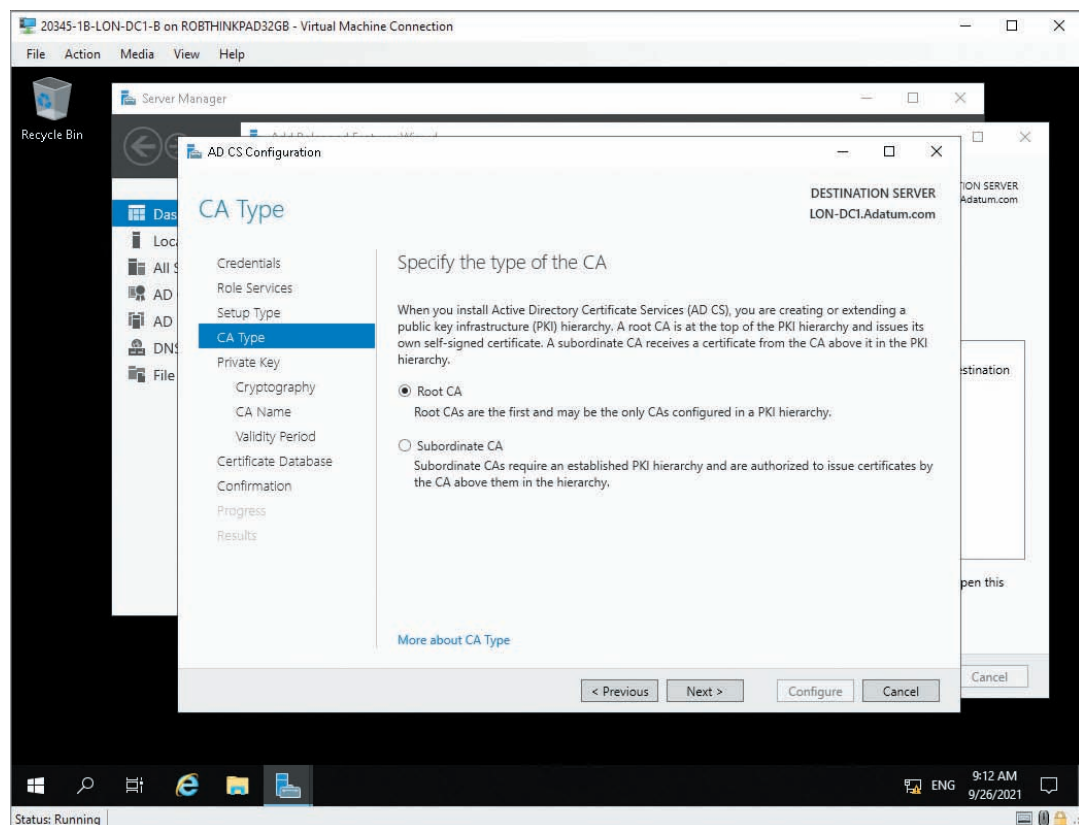 20345-1B-LON-DC1-B on ROBTHINKPAD32GB - Virtual Machine Connection
File Action Media View Help
Recycle Bin
Server Manager
AD CS Configuration
CA Type
DESTINATION SERVER
LON-DC1.Adatum.com
ION SERVER
Adatum.com
Das
Loca
All S
AD
AD
DNS
File
Credentials
Role Services
Setup Type
CA Type
Private Key
Cryptography
CA Name
Validity Period
Certificate Database
Confirmation
Progress
Results
Specify the type of the CA
When you install Active Directory Certificate Services (AD CS), you are creating or extending a
public key infrastructure (PKI) hierarchy. A root CA is at the top of the PKI hierarchy and issues its
own self-signed certificate. A subordinate CA receives a certificate from the CA above it in the PKI
hierarchy.
Root CA
Root CAs are the first and may be the only CAs configured in a PKI hierarchy.
Subordinate CA
Subordinate CAs require an established PKI hierarchy and are authorized to issue certificates by
the CA above them in the hierarchy.
More about CA Type
estination
pen this
< Previous Next > Configure Cancel
Cancel
ENG
9:12 AM
9/26/2021
Status: Running